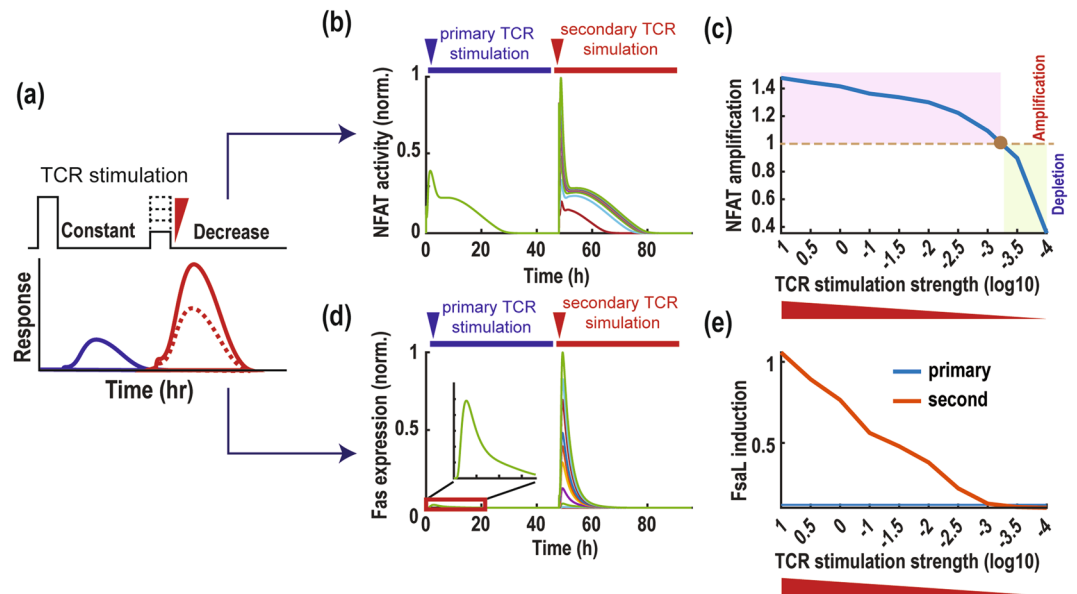 (a)
TCR stimulation
Constant
Decrease
Response
Time (hr)
(b)
primary TCR
stimulation
secondary TCR
simulation
NFAT activity (norm.)
1
0.5
0
0 20 40 60 80
Time (h)
(c)
NFAT amplification
1.4
1.2
1
0.8
0.6
0.4
Amplification
Depletion
1 0.5 0 -1 -1.5 -2 -2.5 -3 -3.5 -4
TCR stimulation strength (log10)
(d)
primary TCR
stimulation
secondary TCR
simulation
Fas expression (norm.)
1
0.5
0
0 20 40 60 80
Time (h)
(e)
primary
second
FsaL induction
1
0.5
1 0.5 0 -1 -1.5 -2 -2.5 -3 -3.5 -4
TCR stimulation strength (log10)